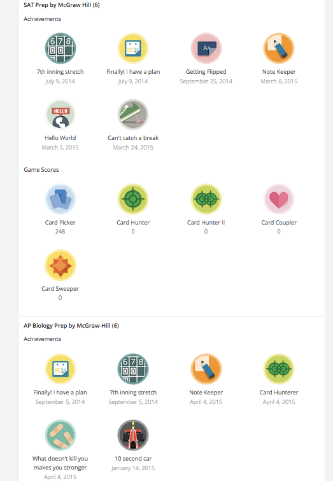 SAT Prep by McGraw Hill (6)
Achievements
7th inning stretch
July 9, 2014
Finally! I have a plan
July 9, 2014
Getting Flipped
September 25, 2014
Note Keeper
March 8, 2015
Hello World
March 5, 2015
Can't catch a break
March 24, 2015
Game Scores
Card Picker
248
Card Hunter
0
Card Hunter II
0
Card Coupler
0
Card Sweeper
0
AP Biology Prep by McGraw-Hill (6)
Achievements
Finally! I have a plan
September 5, 2014
7th inning stretch
September 5, 2014
Note Keeper
April 4, 2015
Card Hunterer
April 4, 2015
What doesn't kill you
makes you stronger
April 4, 2015
10 second car
January 14, 2015